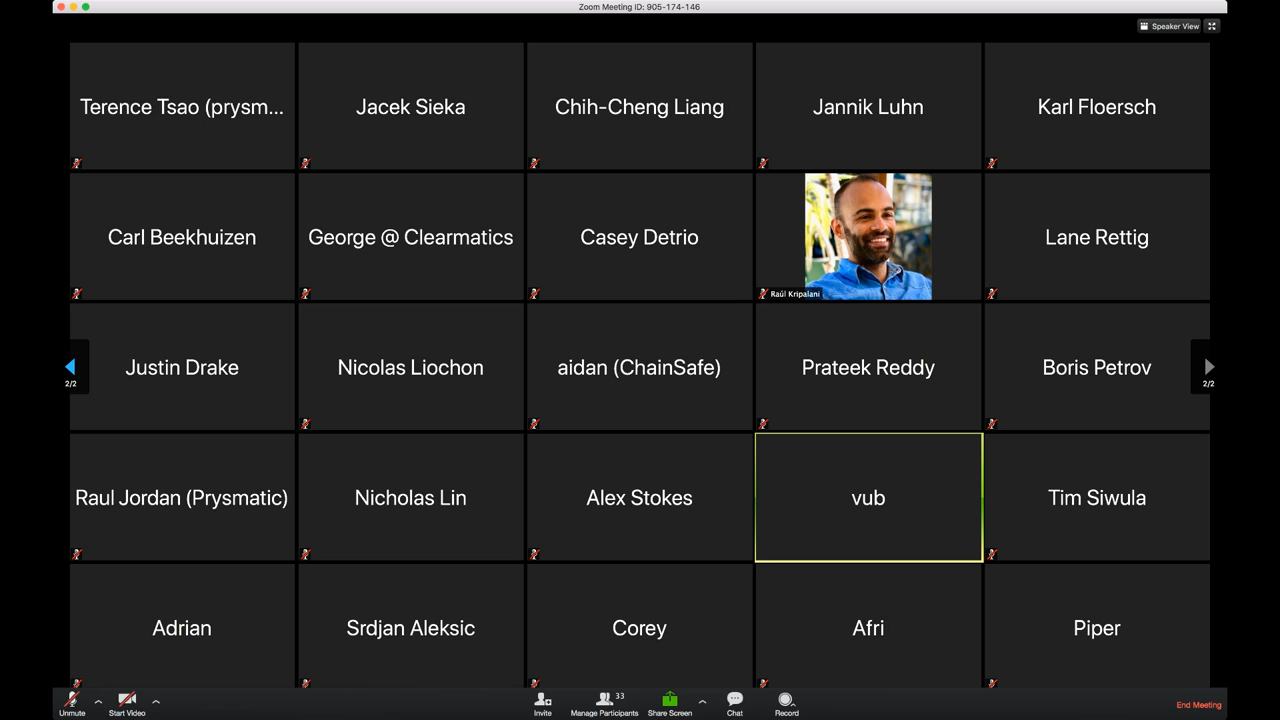 Zoom Meeting ID: 905-174-146
Speaker View
Terence Tsao (prysm...
Jacek Sieka
Chih-Cheng Liang
Jannik Luhn
Karl Floersch
Carl Beekhuizen
George @ Clearmatics
Casey Detrio
Raúl Kripalani
Lane Rettig
Justin Drake
Nicolas Liochon
aidan (ChainSafe)
Prateek Reddy
Boris Petrov
2/2
2/2
Raul Jordan (Prysmatic)
Nicholas Lin
Alex Stokes
vub
Tim Siwula
Adrian
Srdjan Aleksic
Corey
Afri
Piper
Unmute
Start Video
Invite
33
Manage Participants
Share Screen
Chat
Record
End Meeting